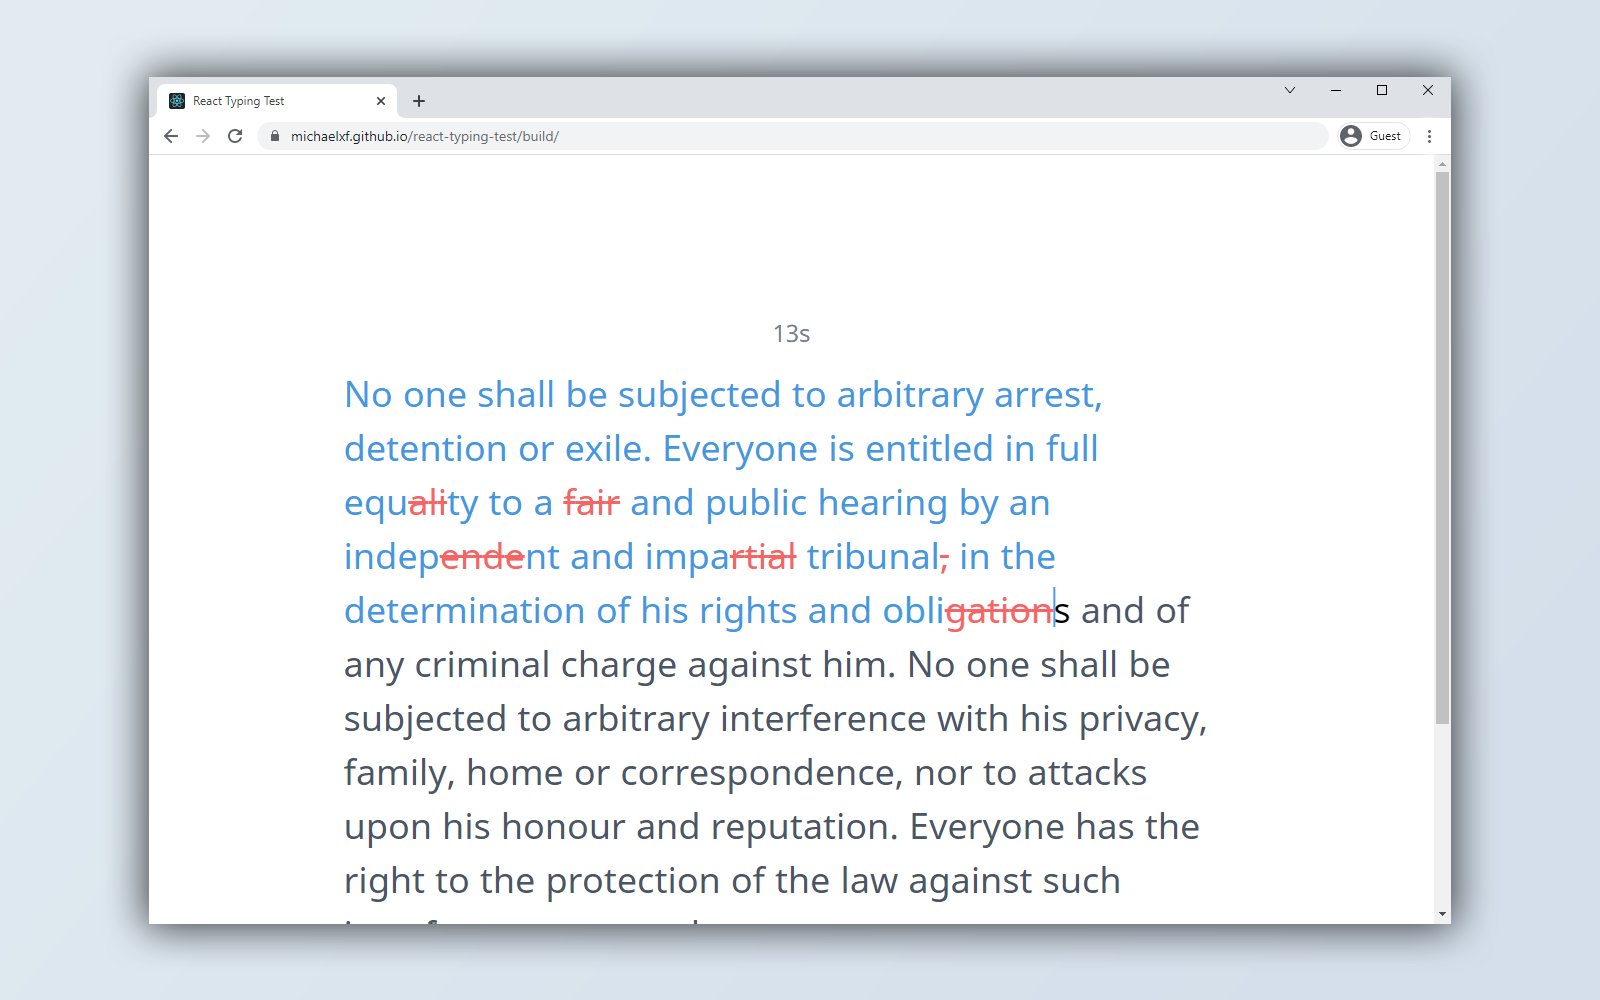 React Typing Test
michaelxf.github.io/react-typing-test/build/
Guest
13s
No one shall be subjected to arbitrary arrest,
detention or exile. Everyone is entitled in full
equality to a fair and public hearing by an
independent and impartial tribunal, in the
determination of his rights and obligations and of
any criminal charge against him. No one shall be
subjected to arbitrary interference with his privacy,
family, home or correspondence, nor to attacks
upon his honour and reputation. Everyone has the
right to the protection of the law against such